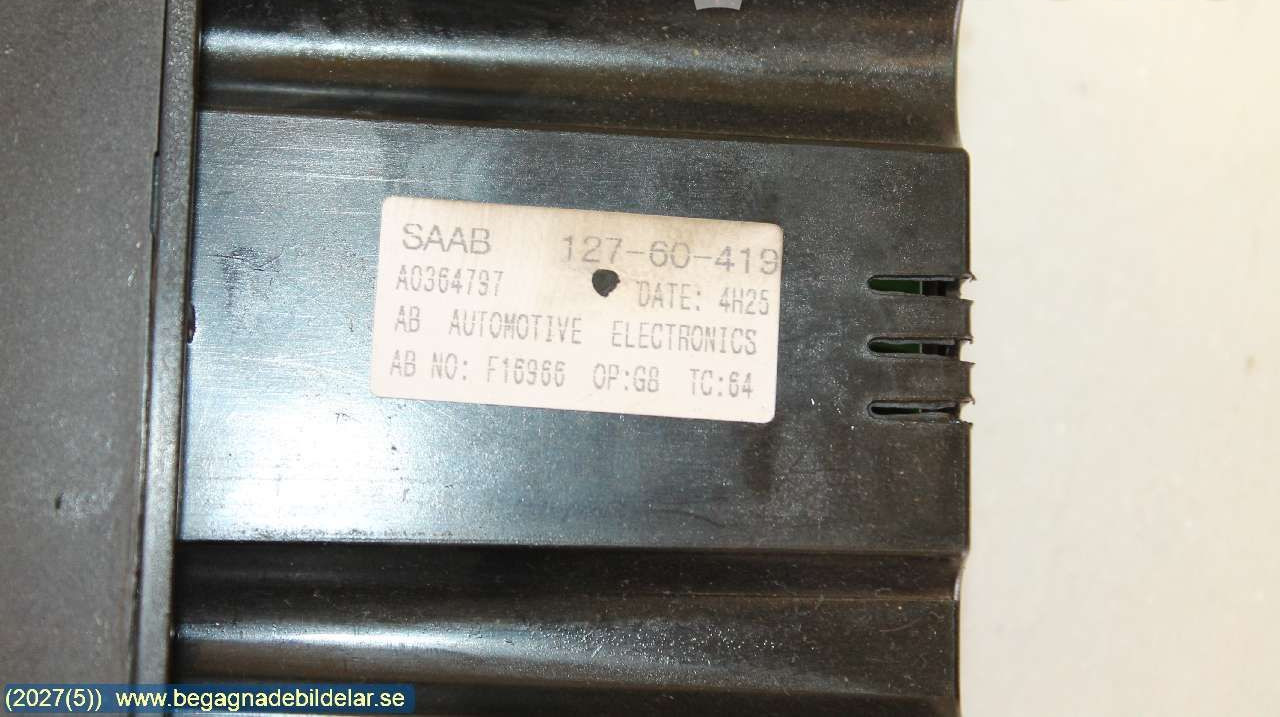 SAAB 127-60-419
A0364797 DATE: 4H25
AB AUTOMOTIVE ELECTRONICS
AB NO: F16966 OP:G8 TC:64
(2027(5)) www.begagnadebildelar.se